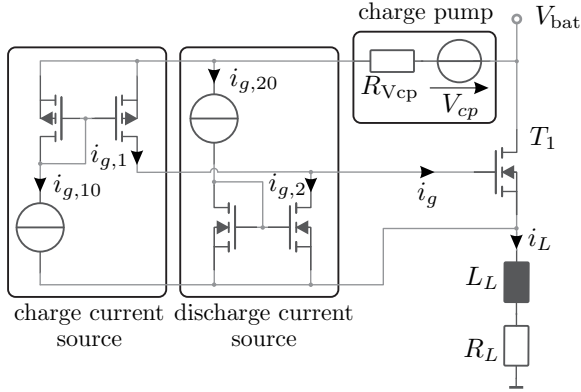 charge pump
V_bat
R_Vcp
V_cp
i_g,20
T_1
i_g,1
i_g,10
i_g,2
i_g
i_L
L_L
charge current
source
discharge current
source
R_L